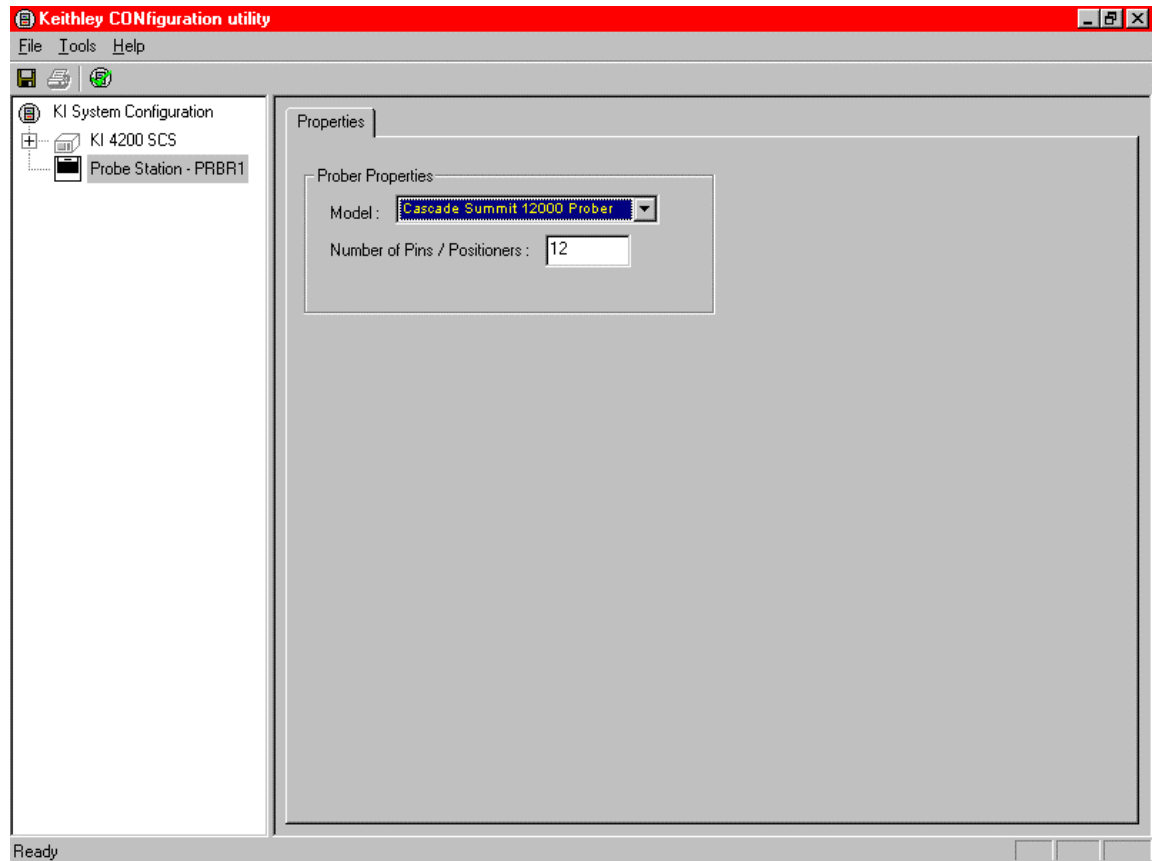 Keithley CONfiguration utility
File Tools Help
KI System Configuration
KI 4200 SCS
Probe Station - PRBR1
Properties
Prober Properties
Model : Cascade Summit 12000 Prober
Number of Pins / Positioners : 12
Ready